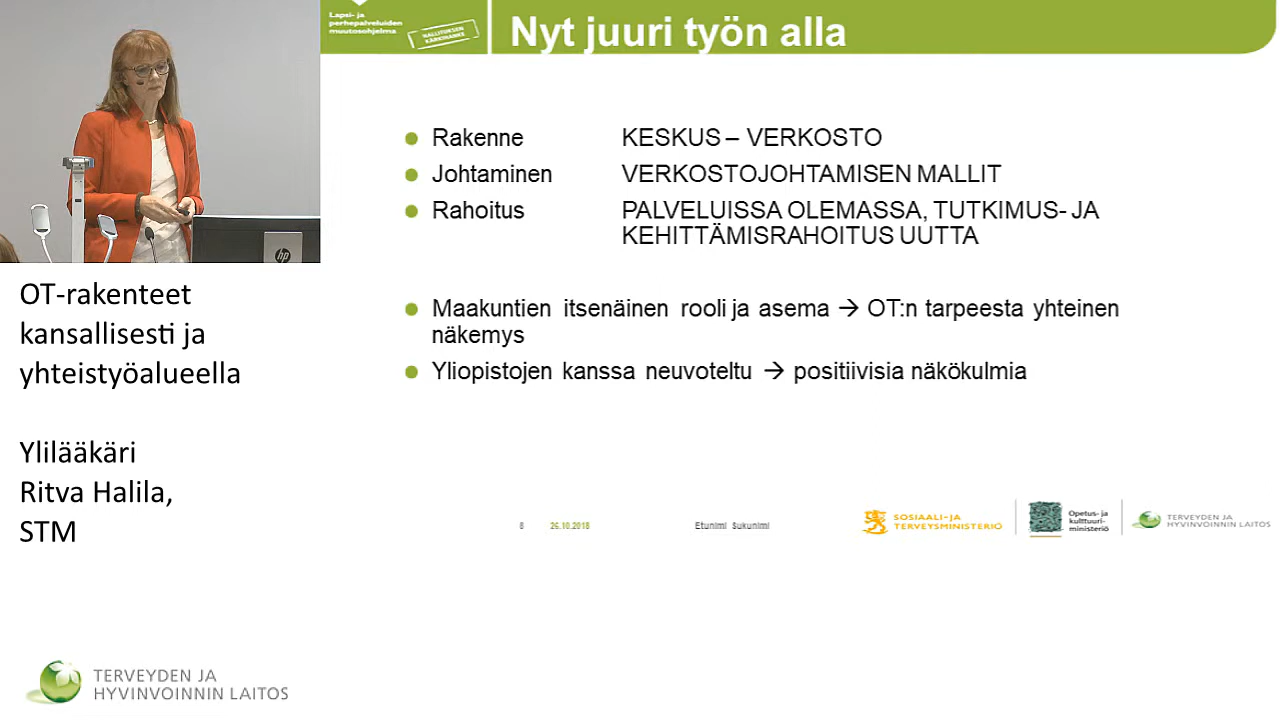 Lapsi- ja
perhepalveluiden
muutosohjelma
HALLITUKSEN
KÄRKIHANKE
Nyt juuri työn alla
Rakenne KESKUS – VERKOSTO
Johtaminen VERKOSTOJOHTAMISEN MALLIT
Rahoitus PALVELUISSA OLEMASSA, TUTKIMUS- JA
KEHITTÄMISRAHOITUS UUTTA
Maakuntien itsenäinen rooli ja asema → OT:n tarpeesta yhteinen
näkemys
Yliopistojen kanssa neuvoteltu → positiivisia näkökulmia
8 26.10.2018 Etunimi Sukunimi
SOSIAALI- JA
TERVEYSMINISTERIÖ
Opetus- ja
kulttuuri-
ministeriö
TERVEYDEN JA
HYVINVOINNIN LAITOS
hp
OT-rakenteet
kansallisesti ja
yhteistyöalueella
Ylilääkäri
Ritva Halila,
STM
TERVEYDEN JA
HYVINVOINNIN LAITOS